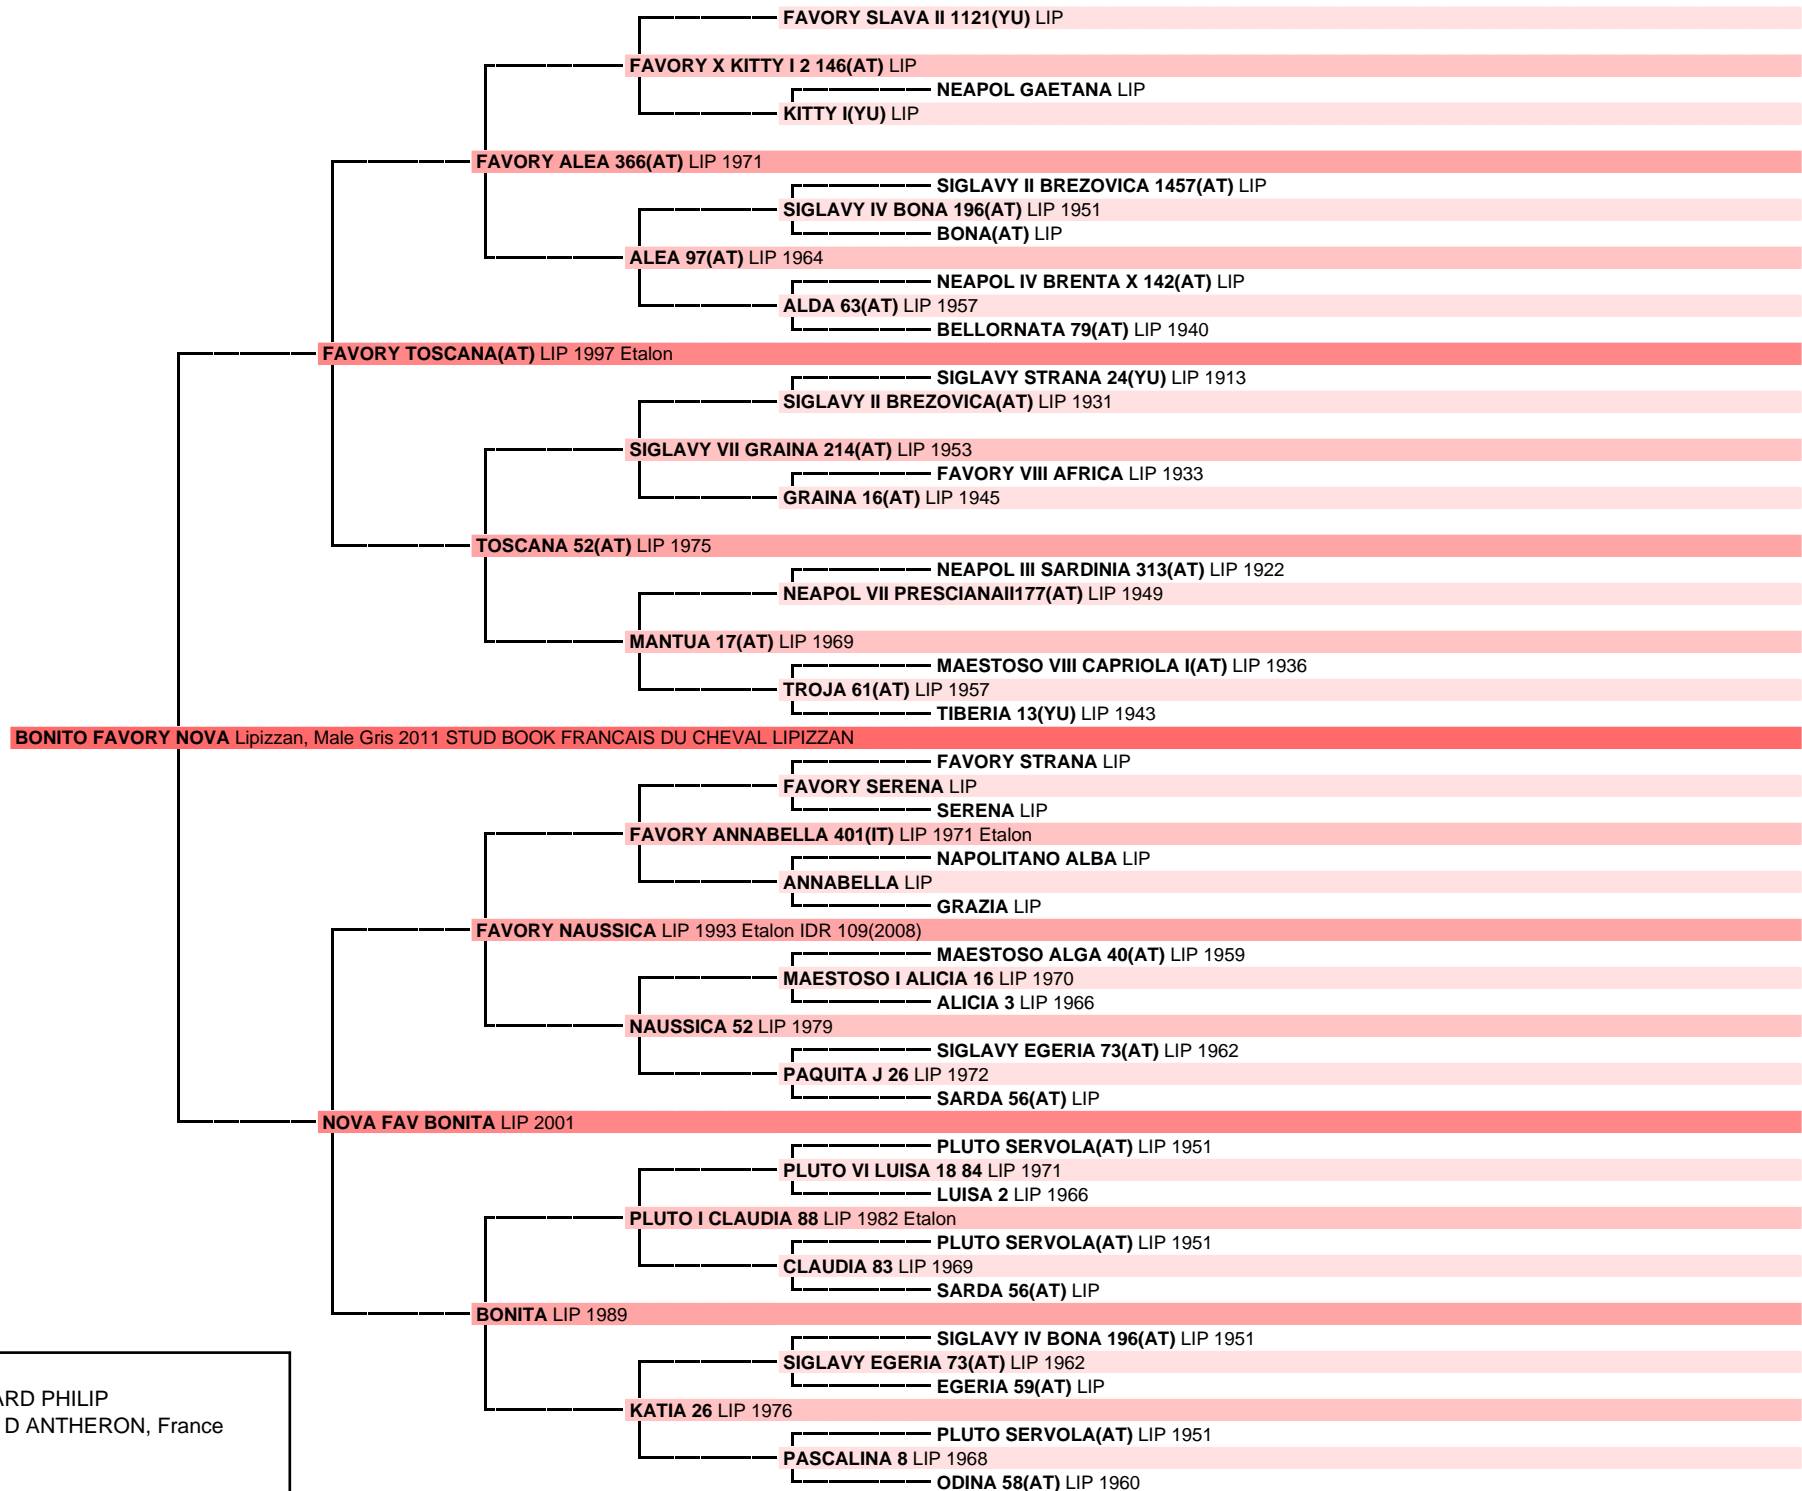 FAVORY SLAVA II 1121(YU) LIP
FAVORY X KITTY I 2 146(AT) LIP
NEAPOL GAETANA LIP
KITTY I(YU) LIP
FAVORY ALEA 366(AT) LIP 1971
SIGLAVY II BREZOVICA 1457(AT) LIP
SIGLAVY IV BONA 196(AT) LIP 1951
BONA(AT) LIP
ALEA 97(AT) LIP 1964
NEAPOL IV BRENTA X 142(AT) LIP
ALDA 63(AT) LIP 1957
BELLORNATA 79(AT) LIP 1940
FAVORY TOSCANA(AT) LIP 1997 Etalon
SIGLAVY STRANA 24(YU) LIP 1913
SIGLAVY II BREZOVICA(AT) LIP 1931
SIGLAVY VII GRAINA 214(AT) LIP 1953
FAVORY VIII AFRICA LIP 1933
GRAINA 16(AT) LIP 1945
TOSCANA 52(AT) LIP 1975
NEAPOL III SARDINIA 313(AT) LIP 1922
NEAPOL VII PRESCIANAII177(AT) LIP 1949
MANTUA 17(AT) LIP 1969
MAESTOSO VIII CAPRIOLA I(AT) LIP 1936
TROJA 61(AT) LIP 1957
TIBERIA 13(YU) LIP 1943
BONITO FAVORY NOVA Lipizzan, Male Gris 2011 STUD BOOK FRANCAIS DU CHEVAL LIPIZZAN
FAVORY STRANA LIP
FAVORY SERENA LIP
SERENA LIP
FAVORY ANNABELLA 401(IT) LIP 1971 Etalon
NAPOLITANO ALBA LIP
ANNABELLA LIP
GRAZIA LIP
FAVORY NAUSSICA LIP 1993 Etalon IDR 109(2008)
MAESTOSO ALGA 40(AT) LIP 1959
MAESTOSO I ALICIA 16 LIP 1970
ALICIA 3 LIP 1966
NAUSSICA 52 LIP 1979
SIGLAVY EGERIA 73(AT) LIP 1962
PAQUITA J 26 LIP 1972
SARDA 56(AT) LIP
NOVA FAV BONITA LIP 2001
PLUTO SERVOLA(AT) LIP 1951
PLUTO VI LUISA 18 84 LIP 1971
LUISA 2 LIP 1966
PLUTO I CLAUDIA 88 LIP 1982 Etalon
PLUTO SERVOLA(AT) LIP 1951
CLAUDIA 83 LIP 1969
SARDA 56(AT) LIP
BONITA LIP 1989
SIGLAVY IV BONA 196(AT) LIP 1951
SIGLAVY EGERIA 73(AT) LIP 1962
EGERIA 59(AT) LIP
KATIA 26 LIP 1976
PLUTO SERVOLA(AT) LIP 1951
PASCALINA 8 LIP 1968
ODINA 58(AT) LIP 1960
ARD PHILIP
D ANTHERON, France